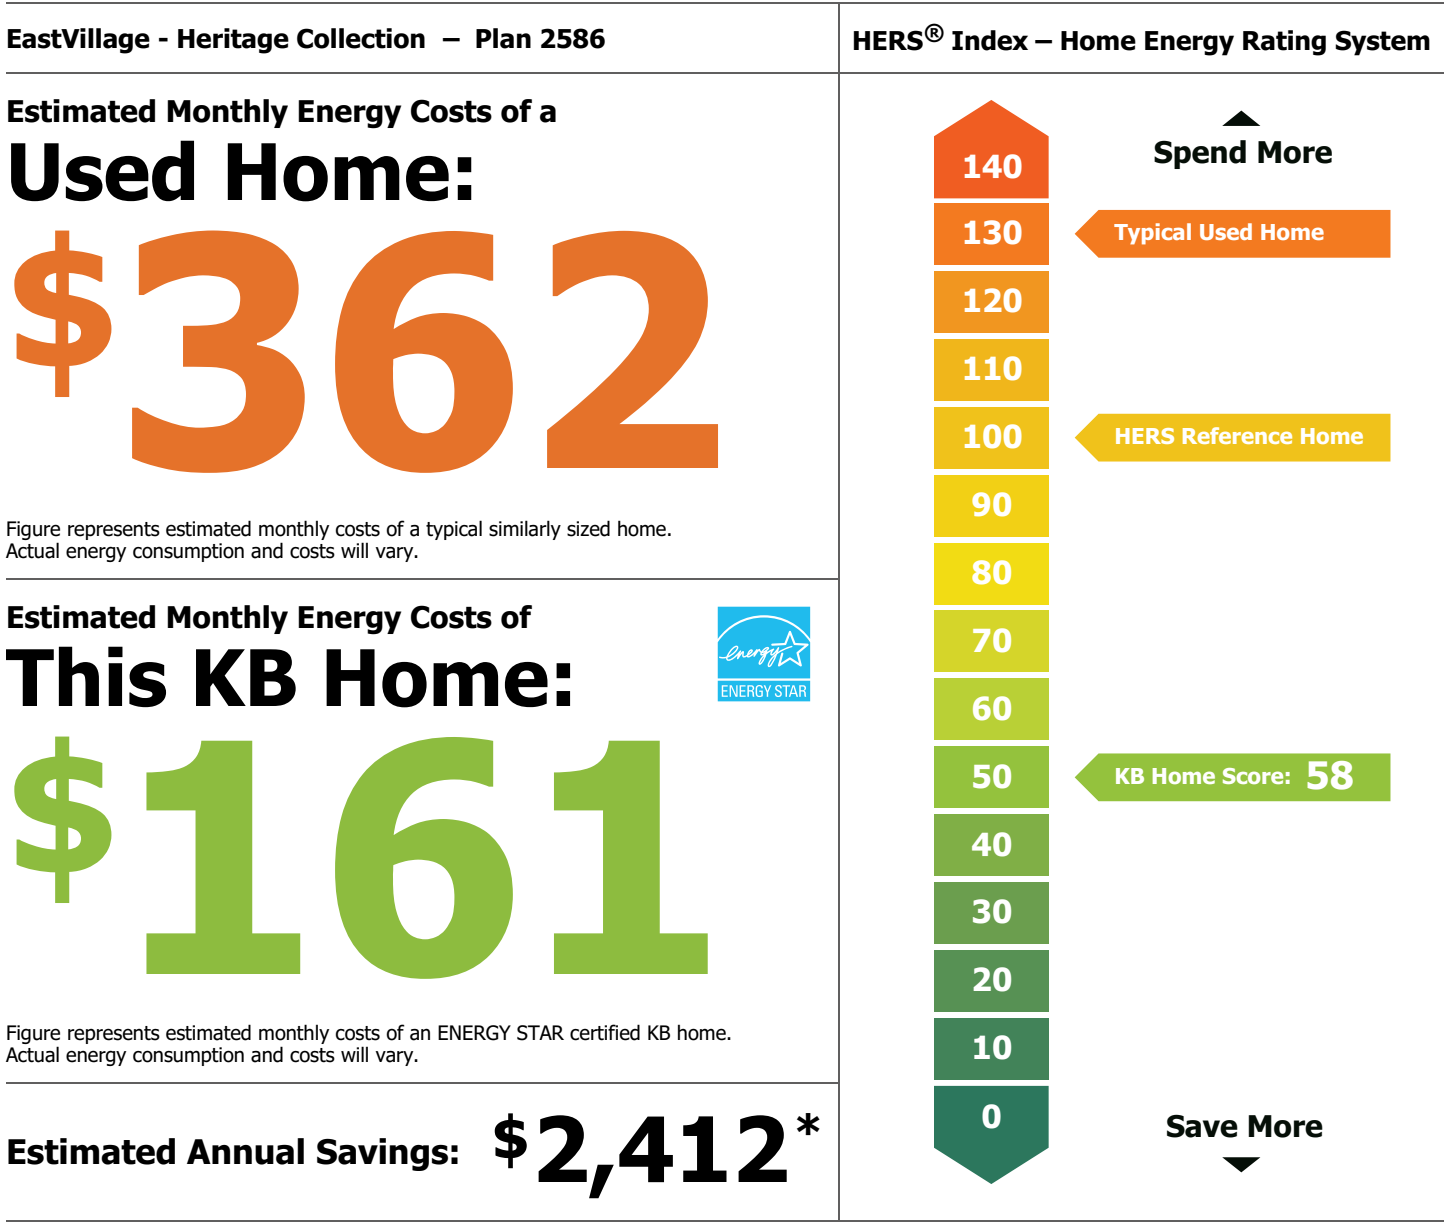 EastVillage - Heritage Collection – Plan 2586
Estimated Monthly Energy Costs of a
Used Home:
$362
Figure represents estimated monthly costs of a typical similarly sized home.
Actual energy consumption and costs will vary.
Estimated Monthly Energy Costs of
This KB Home:
energy
ENERGY STAR
$161
Figure represents estimated monthly costs of an ENERGY STAR certified KB home.
Actual energy consumption and costs will vary.
Estimated Annual Savings: $2,412*
HERS® Index – Home Energy Rating System
Spend More
140
130 Typical Used Home
120
110
100 HERS Reference Home
90
80
70
60
50 KB Home Score: 58
40
30
20
10
0
Save More